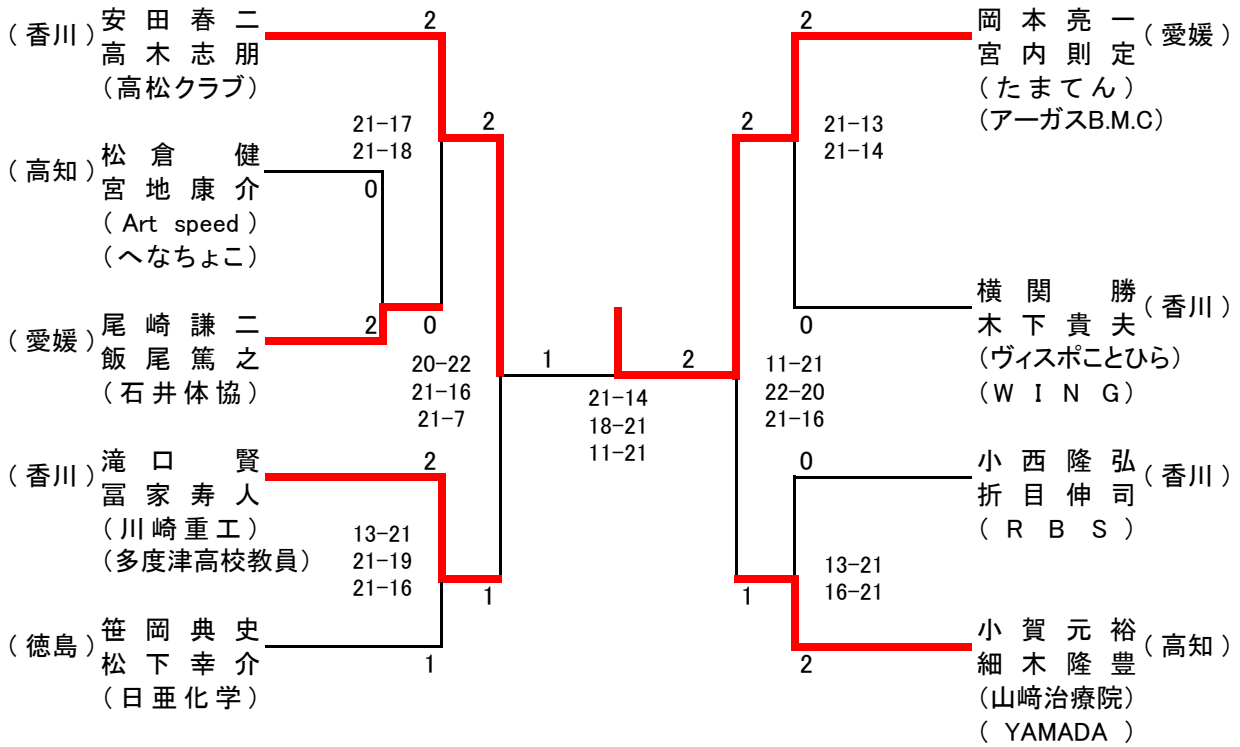 (香川) 安田春二
高木志朋
(高松クラブ)
2
21-17
21-18
2
(高知) 松倉 健
宮地康介
(Art speed)
(へなちょこ)
0
(愛媛) 尾崎謙二
飯尾篤之
(石井体協)
2
0
20-22
21-16
21-7
(香川) 滝口 賢
冨家寿人
(川崎重工)
(多度津高校教員)
2
13-21
21-19
21-16
1
(徳島) 笹岡典史
松下幸介
(日亜化学)
1
1
2
21-14
18-21
11-21
2
岡本亮一 (愛媛)
宮内則定
(たまてん)
(アーガスB.M.C)
2
21-13
21-14
横関 勝 (香川)
木下貴夫
(ヴィスポことひら)
(WING)
0
11-21
22-20
21-16
0
小西隆弘 (香川)
折目伸司
(RBS)
13-21
16-21
1
2
小賀元裕 (高知)
細木隆豊
(山﨑治療院)
(YAMADA)